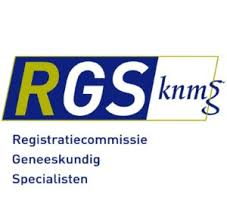 RGS knmg
Registratiecommissie
Geneeskundig
Specialisten